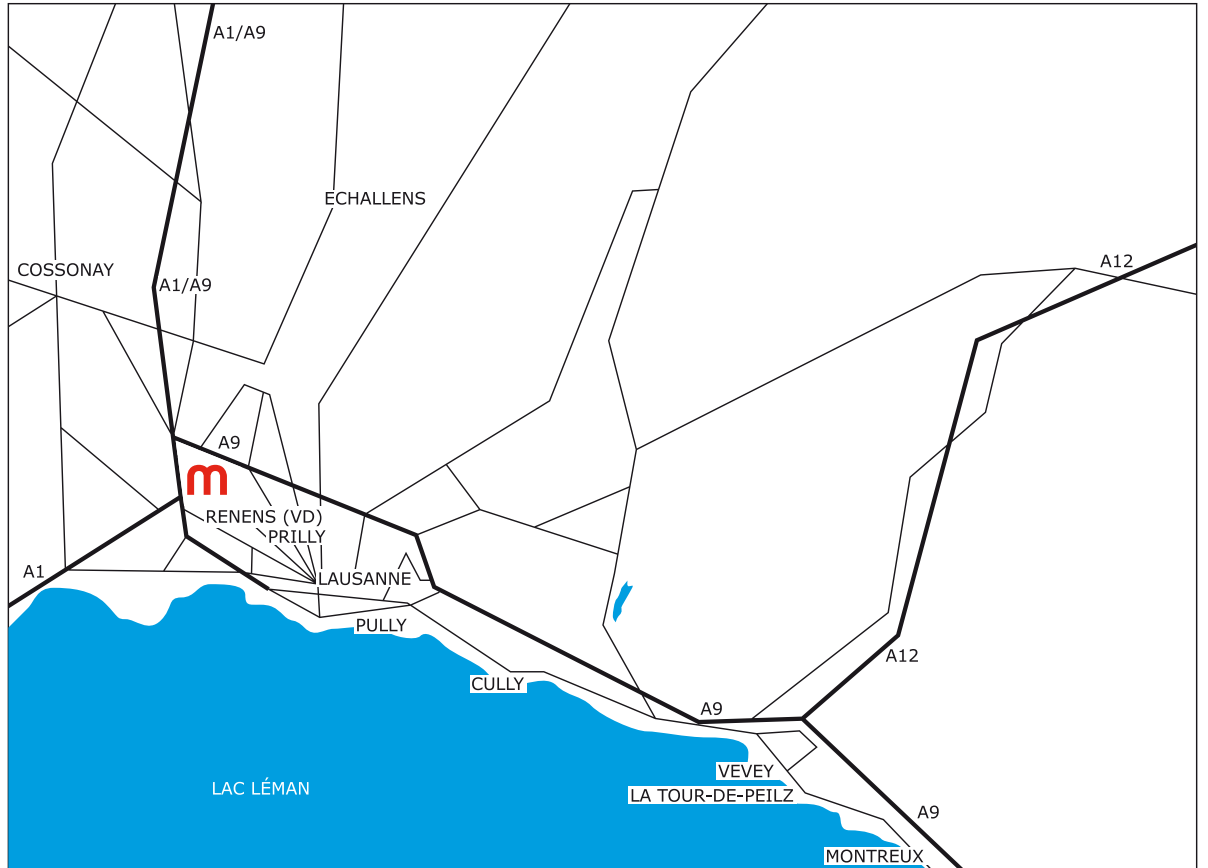 A1/A9
ECHALLENS
COSSONAY
A12
A1/A9
A9
m
RENENS (VD)
PRILLY
A1
LAUSANNE
PULLY
A12
CULLY
A9
VEVEY
LAC LÉMAN
LA TOUR-DE-PEILZ
A9
MONTREUX